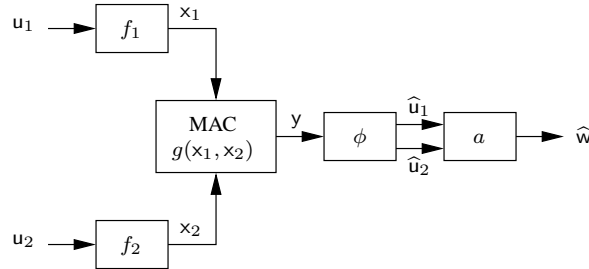 x₁
u₁ f₁
MAC
g(x₁, x₂)
y
ϕ
û₁
û₂
a
ŵ
u₂ f₂
x₂